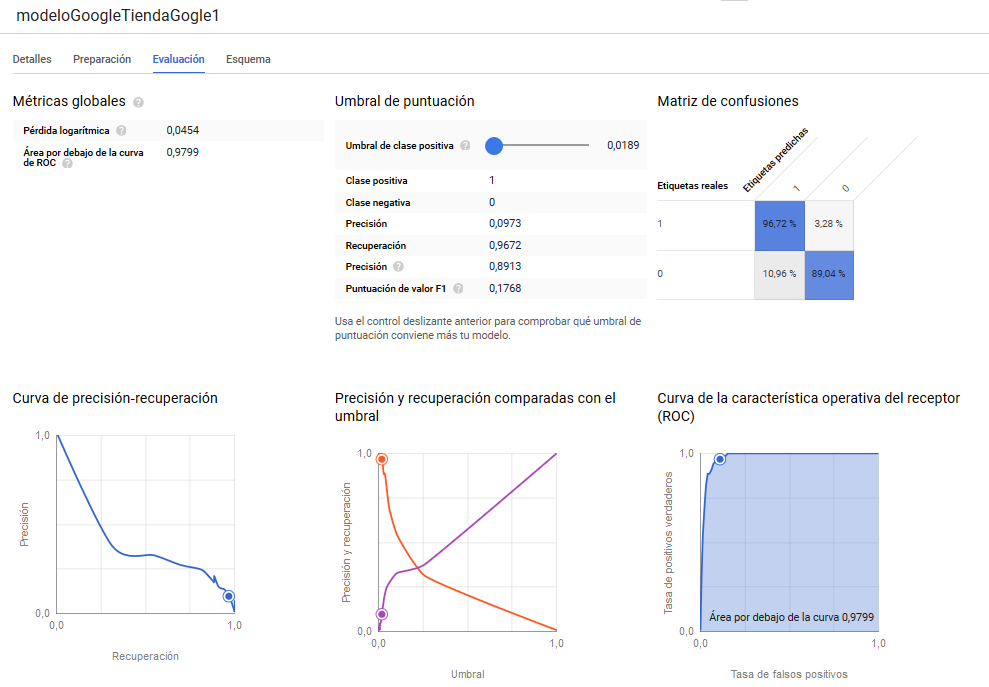 modeloGoogleTiendaGogle1
Detalles
Preparación
Evaluación
Esquema
Métricas globales
Pérdida logarítmica
0,0454
Área por debajo de la curva
de ROC
0,9799
Umbral de puntuación
Umbral de clase positiva
0,0189
Clase positiva
1
Clase negativa
0
Precisión
0,0973
Recuperación
0,9672
Precisión
0,8913
Puntuación de valor F1
0,1768
Usa el control deslizante anterior para comprobar qué umbral de
puntuación conviene más tu modelo.
Matriz de confusiones
Etiquetas reales
Etiquetas predichas
1
0
1
96,72 %
3,28 %
0
10,96 %
89,04 %
Curva de precisión-recuperación
1,0
Precisión
0,0
0,0
1,0
Recuperación
Precisión y recuperación comparadas con el
umbral
1,0
Precisión y recuperación
0,0
0,0
1,0
Umbral
Curva de la característica operativa del receptor
(ROC)
1,0
Tasa de positivos verdaderos
Área por debajo de la curva 0,9799
0,0
0,0
1,0
Tasa de falsos positivos